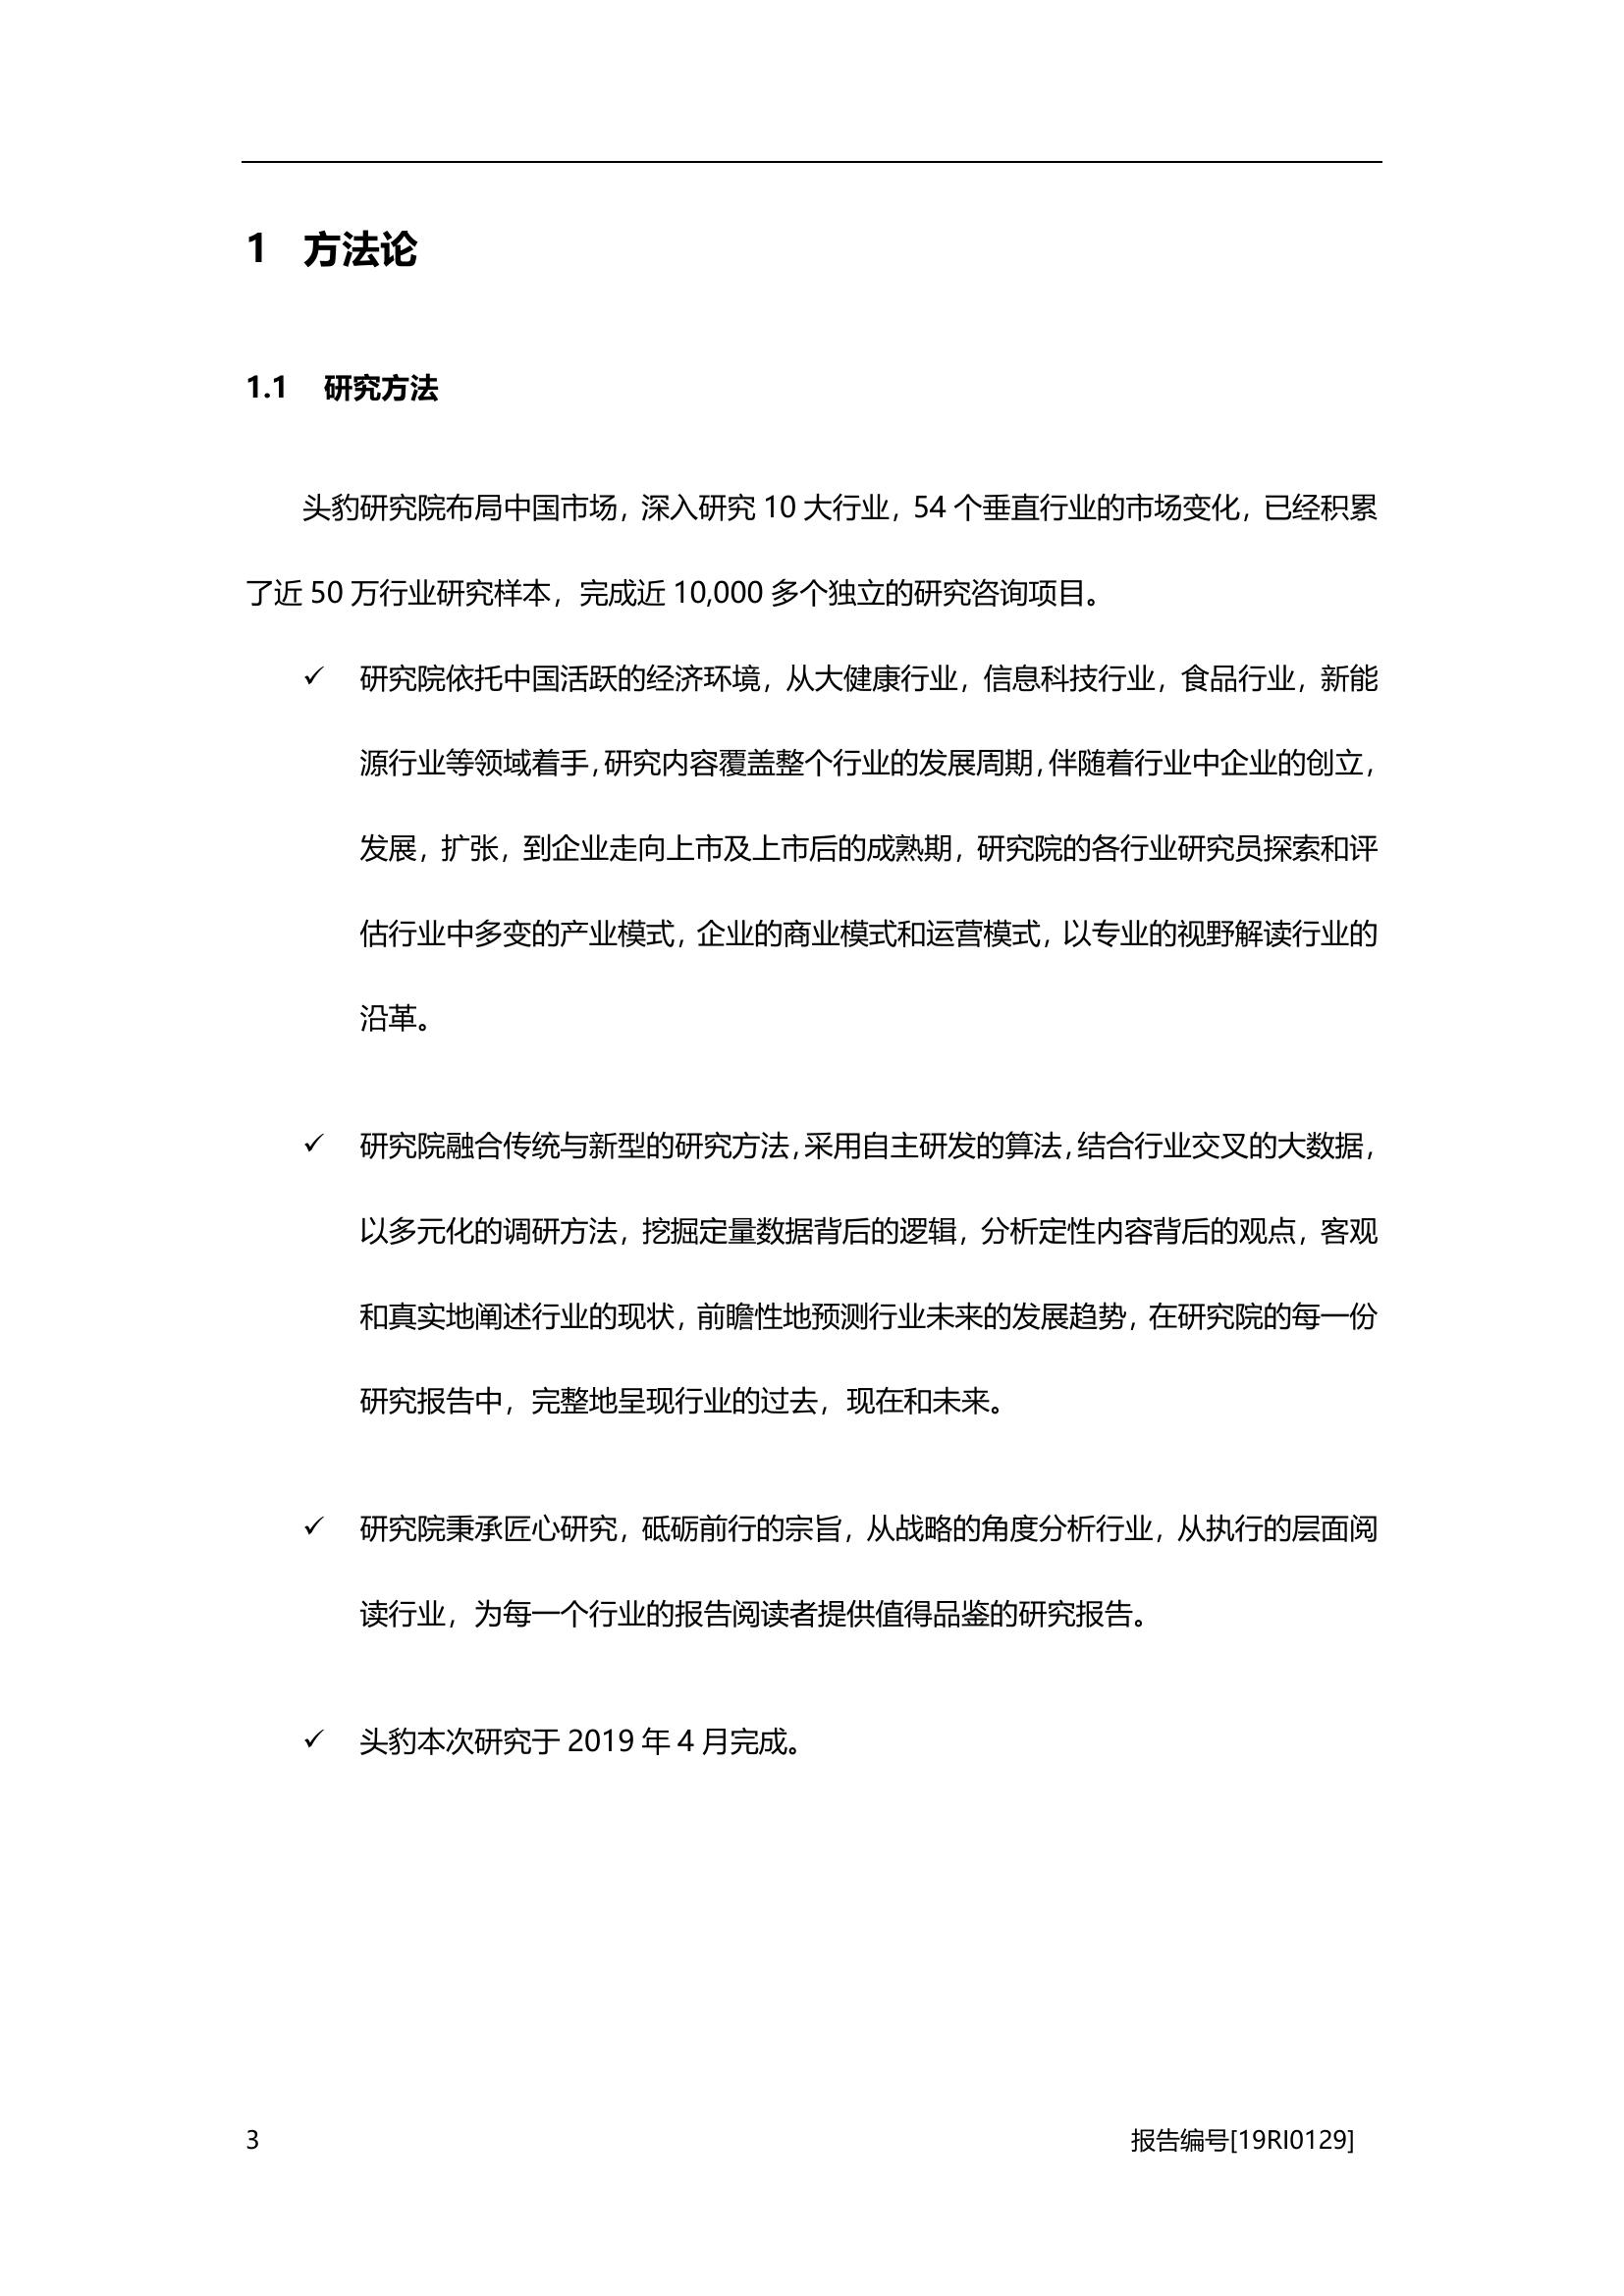 1 方法论
1.1 研究方法
头豹研究院布局中国市场，深入研究 10 大行业，54 个垂直行业的市场变化，已经积累
了近 50 万行业研究样本，完成近 10,000 多个独立的研究咨询项目。
✓ 研究院依托中国活跃的经济环境，从大健康行业，信息科技行业，食品行业，新能
源行业等领域着手，研究内容覆盖整个行业的发展周期，伴随着行业中企业的创立，
发展，扩张，到企业走向上市及上市后的成熟期，研究院的各行业研究员探索和评
估行业中多变的产业模式，企业的商业模式和运营模式，以专业的视野解读行业的
沿革。
✓ 研究院融合传统与新型的研究方法，采用自主研发的算法，结合行业交叉的大数据，
以多元化的调研方法，挖掘定量数据背后的逻辑，分析定性内容背后的观点，客观
和真实地阐述行业的现状，前瞻性地预测行业未来的发展趋势，在研究院的每一份
研究报告中，完整地呈现行业的过去，现在和未来。
✓ 研究院秉承匠心研究，砥砺前行的宗旨，从战略的角度分析行业，从执行的层面阅
读行业，为每一个行业的报告阅读者提供值得品鉴的研究报告。
✓ 头豹本次研究于 2019 年 4 月完成。
3 报告编号[19RI0129]